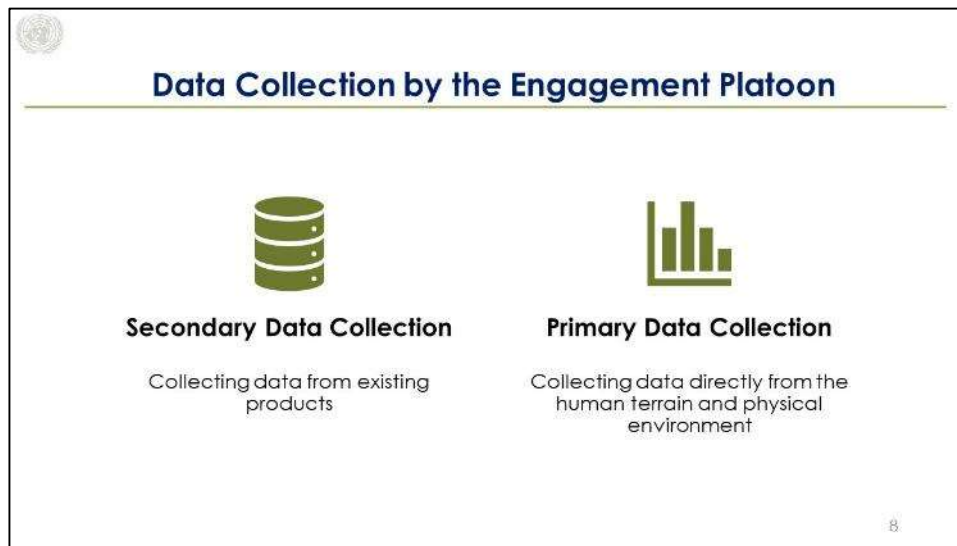 Data Collection by the Engagement Platoon
Secondary Data Collection
Collecting data from existing
products
Primary Data Collection
Collecting data directly from the
human terrain and physical
environment
8